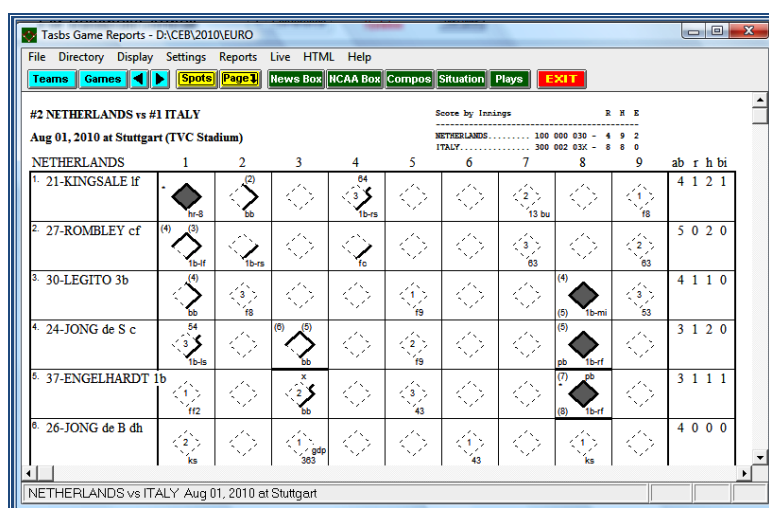 Tasbs Game Reports - D:\CEB\2010\EURO
File Directory Display Settings Reports Live HTML Help
Teams Games Spots Page News Box NCAA Box Compos Situation Plays EXIT
#2 NETHERLANDS vs #1 ITALY
Score by Innings R H E
Aug 01, 2010 at Stuttgart (TVC Stadium)
NETHERLANDS......... 100 000 030 - 4 9 2
ITALY............... 300 002 03X - 8 8 0
NETHERLANDS 1 2 3 4 5 6 7 8 9 ab r h bi
1. 21-KINGSALE lf 4 1 2 1
(2) 64
3 2 1
hr-8 bb 1b-rs 13 bu f8
2. 27-ROMBLEY cf 5 0 2 0
(4) (3)
3 2
1b-lf 1b-rs fc 63 63
3. 30-LEGITO 3b 4 1 1 0
(4) (4)
3 1 3
bb f8 f9 (5) 1b-mi 53
4. 24-JONG de S c 3 1 2 0
54 (6) (5) (5)
3 2
1b-ls bb f9 pb 1b-rf
5. 37-ENGELHARDT 1b 3 1 1 1
x (7) pb
1 2 3
ff2 bb 43 (8) 1b-rf
6. 26-JONG de B dh 4 0 0 0
2 1 gdp 1 1
ks 363 43 ks
NETHERLANDS vs ITALY Aug 01, 2010 at Stuttgart